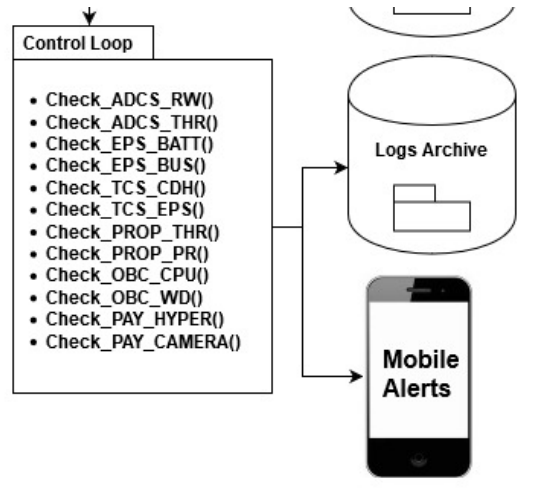 Control Loop
Check_ADCS_RW()
Check_ADCS_THR()
Check_EPS_BATT()
Check_EPS_BUS()
Check_TCS_CDH()
Check_TCS_EPS()
Check_PROP_THR()
Check_PROP_PR()
Check_OBC_CPU()
Check_OBC_WD()
Check_PAY_HYPER()
Check_PAY_CAMERA()
Logs Archive
Mobile
Alerts